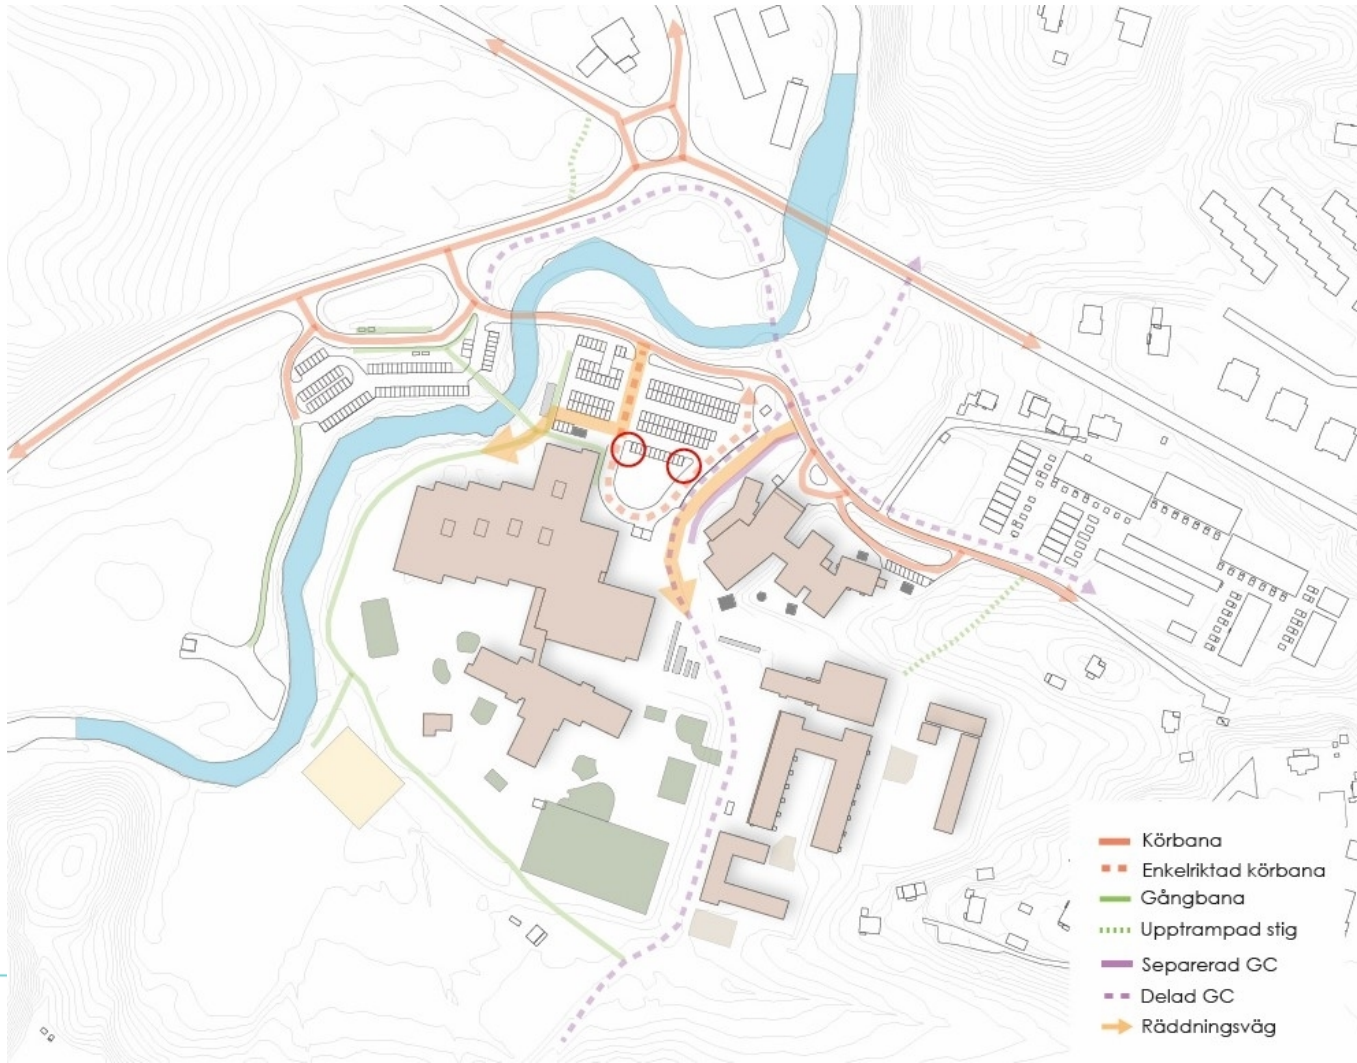 Körbana
Enkelriktad körbana
Gångbana
Upptrampad stig
Separerad GC
Delad GC
Räddningsväg